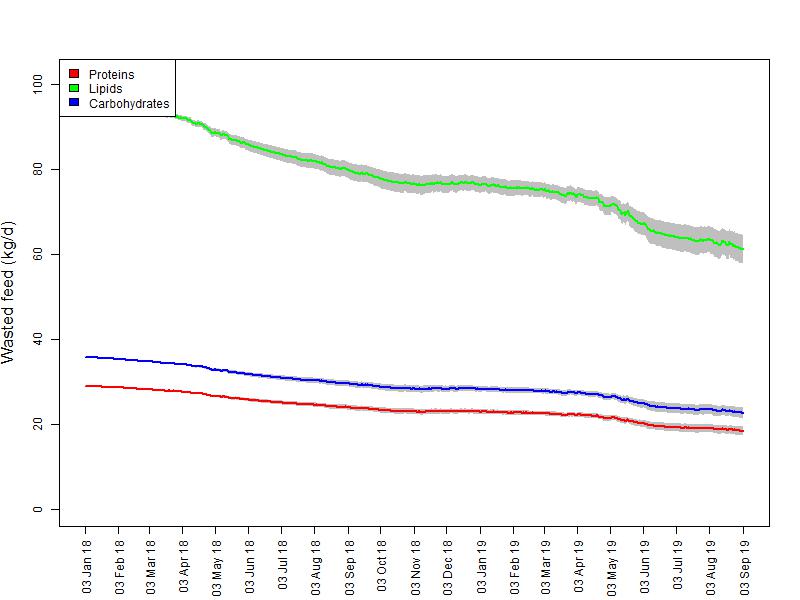 Proteins
Lipids
Carbohydrates
Wasted feed (kg/d)
100
80
60
40
20
0
03 Jan 18
03 Feb 18
03 Mar 18
03 Apr 18
03 May 18
03 Jun 18
03 Jul 18
03 Aug 18
03 Sep 18
03 Oct 18
03 Nov 18
03 Dec 18
03 Jan 19
03 Feb 19
03 Mar 19
03 Apr 19
03 May 19
03 Jun 19
03 Jul 19
03 Aug 19
03 Sep 19